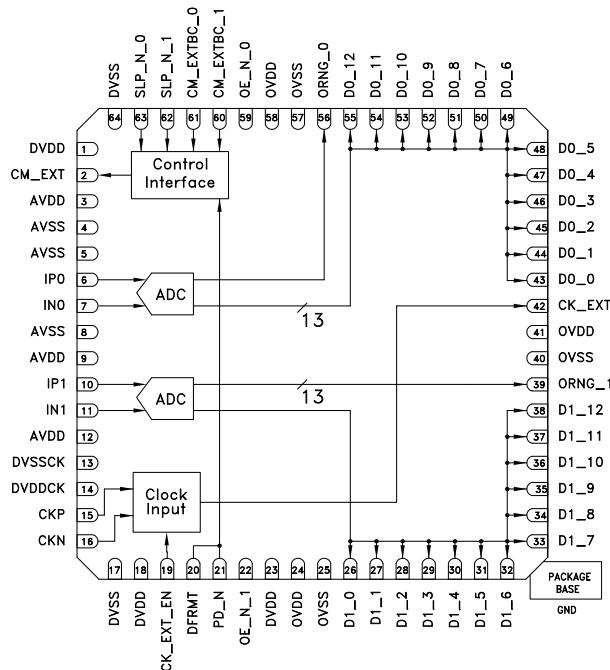 DVSS
SLP_N_0
SLP_N_1
CM_EXTBC_0
CM_EXTBC_1
OE_N_0
OVDD
OVSS
ORNG_0
D0_12
D0_11
D0_10
D0_9
D0_8
D0_7
D0_6
64 63 62 61 60 59 58 57 56 55 54 53 52 51 50 49
DVDD 1
CM_EXT 2
AVDD 3
AVSS 4
AVSS 5
IP0 6
IN0 7
AVSS 8
AVDD 9
IP1 10
IN1 11
AVDD 12
DVSSCK 13
DVDDCK 14
CKP 15
CKN 16
Control
Interface
ADC
13
ADC
13
Clock
Input
48 D0_5
47 D0_4
46 D0_3
45 D0_2
44 D0_1
43 D0_0
42 CK_EXT
41 OVDD
40 OVSS
39 ORNG_1
38 D1_12
37 D1_11
36 D1_10
35 D1_9
34 D1_8
33 D1_7
17 18 19 20 21 22 23 24 25 26 27 28 29 30 31 32
DVSS
DVDD
CK_EXT_EN
DFRMT
PD_N
OE_N_1
DVDD
OVDD
OVSS
D1_0
D1_1
D1_2
D1_3
D1_4
D1_5
D1_6
PACKAGE
BASE
GND